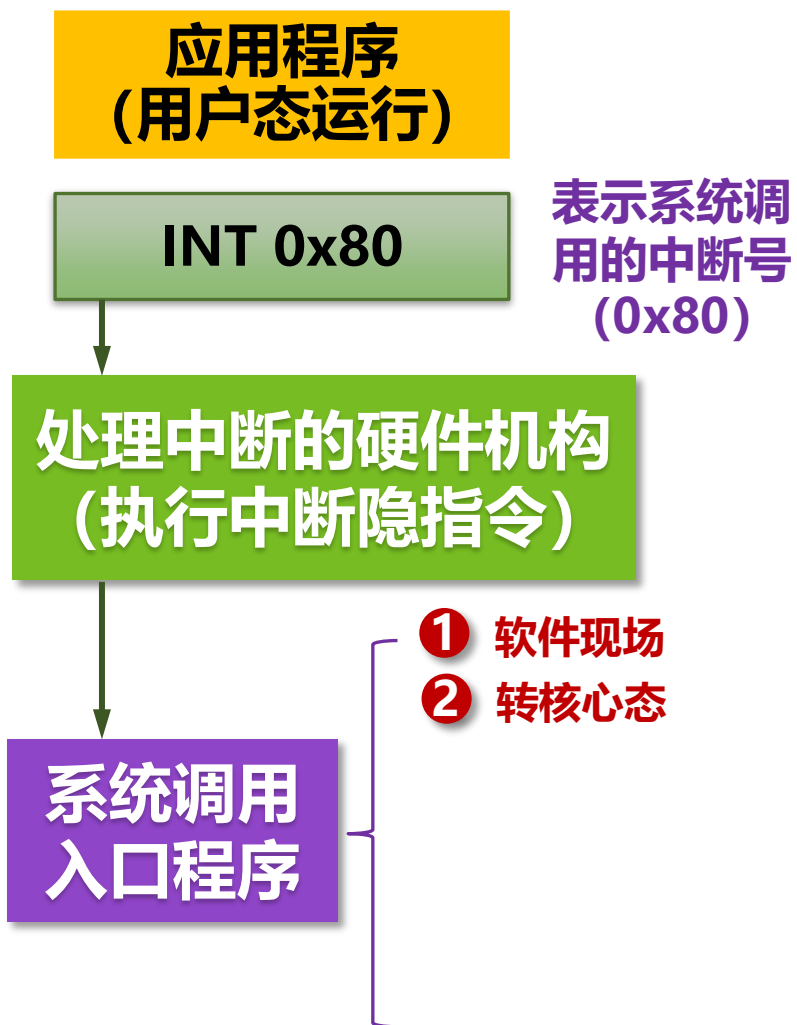 应用程序
（用户态运行）
INT 0x80
表示系统调
用的中断号
（0x80）
处理中断的硬件机构
（执行中断隐指令）
1 软件现场
2 转核心态
系统调用
入口程序